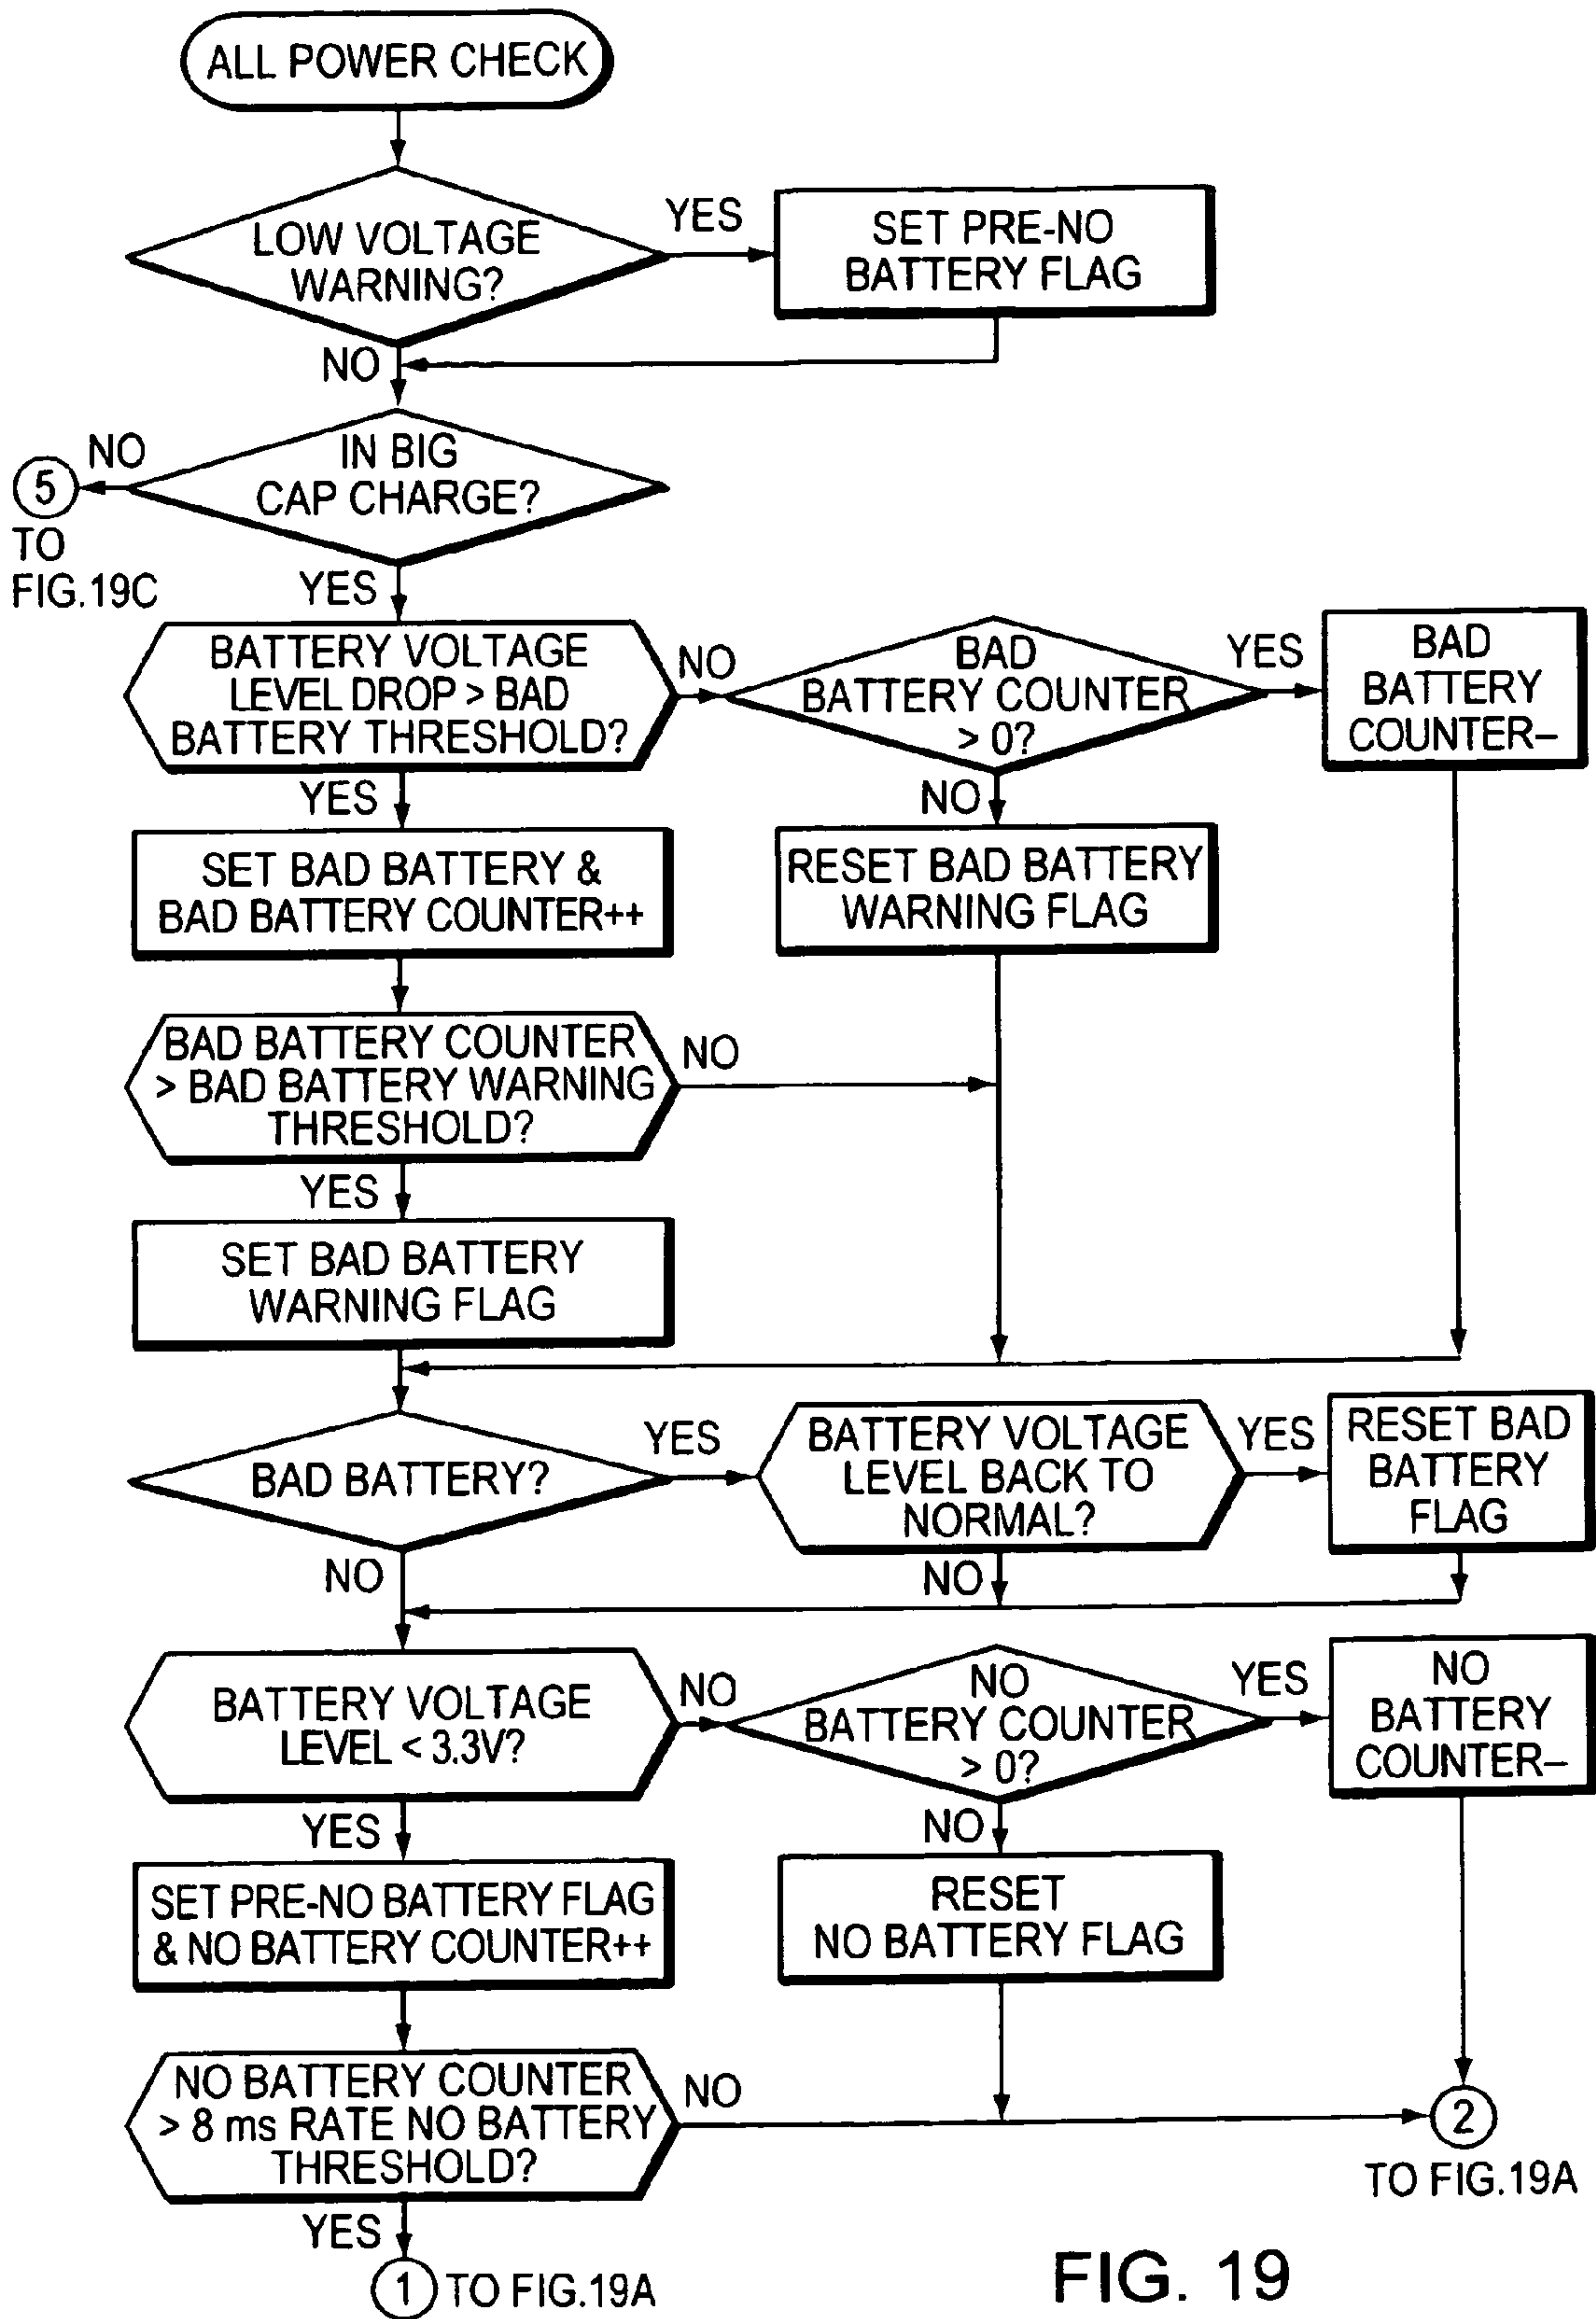 ALL POWER CHECK
LOW VOLTAGE
WARNING?
YES
SET PRE-NO
BATTERY FLAG
NO
IN BIG
CAP CHARGE?
NO
5
TO
FIG.19C
YES
BATTERY VOLTAGE
LEVEL DROP > BAD
BATTERY THRESHOLD?
NO
BAD
BATTERY COUNTER
> 0?
YES
BAD
BATTERY
COUNTER–
YES
NO
SET BAD BATTERY &
BAD BATTERY COUNTER++
RESET BAD BATTERY
WARNING FLAG
BAD BATTERY COUNTER
> BAD BATTERY WARNING
THRESHOLD?
NO
YES
SET BAD BATTERY
WARNING FLAG
BAD BATTERY?
YES
BATTERY VOLTAGE
LEVEL BACK TO
NORMAL?
YES
RESET BAD
BATTERY
FLAG
NO
NO
BATTERY VOLTAGE
LEVEL < 3.3V?
NO
NO
BATTERY COUNTER
> 0?
YES
NO
BATTERY
COUNTER–
YES
NO
SET PRE-NO BATTERY FLAG
& NO BATTERY COUNTER++
RESET
NO BATTERY FLAG
NO BATTERY COUNTER
> 8 ms RATE NO BATTERY
THRESHOLD?
NO
2
TO FIG.19A
YES
1 TO FIG.19A
FIG. 19